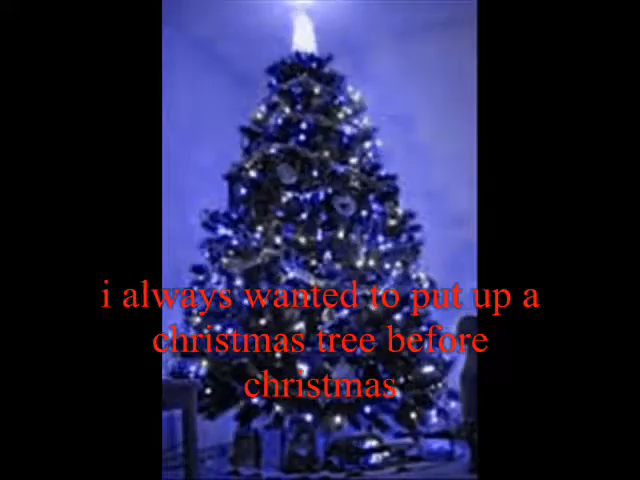 i always wanted to put up a
christmas tree before
christmas